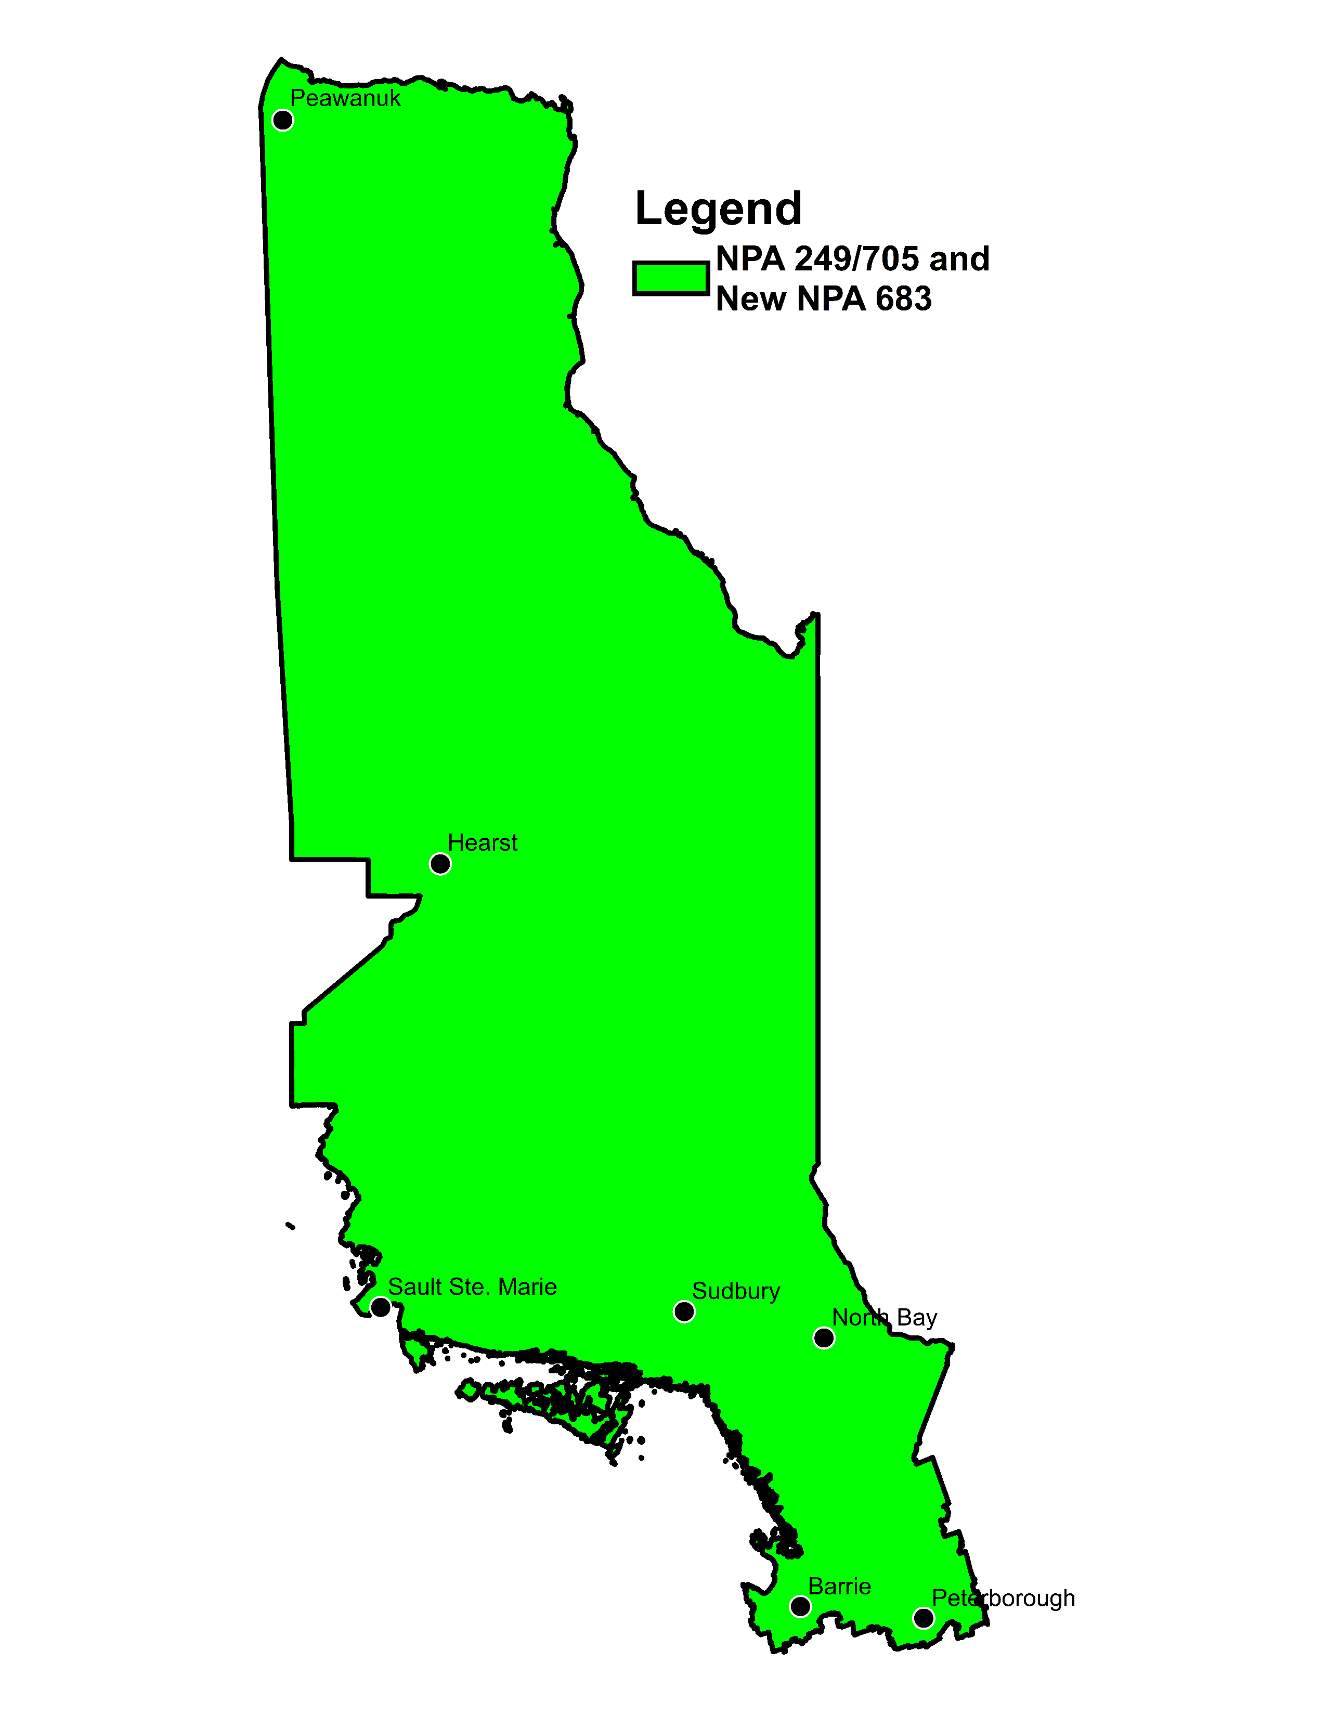 Peawanuk
Legend
NPA 249/705 and
New NPA 683
Hearst
Sault Ste. Marie
Sudbury
North Bay
Barrie
Peterborough